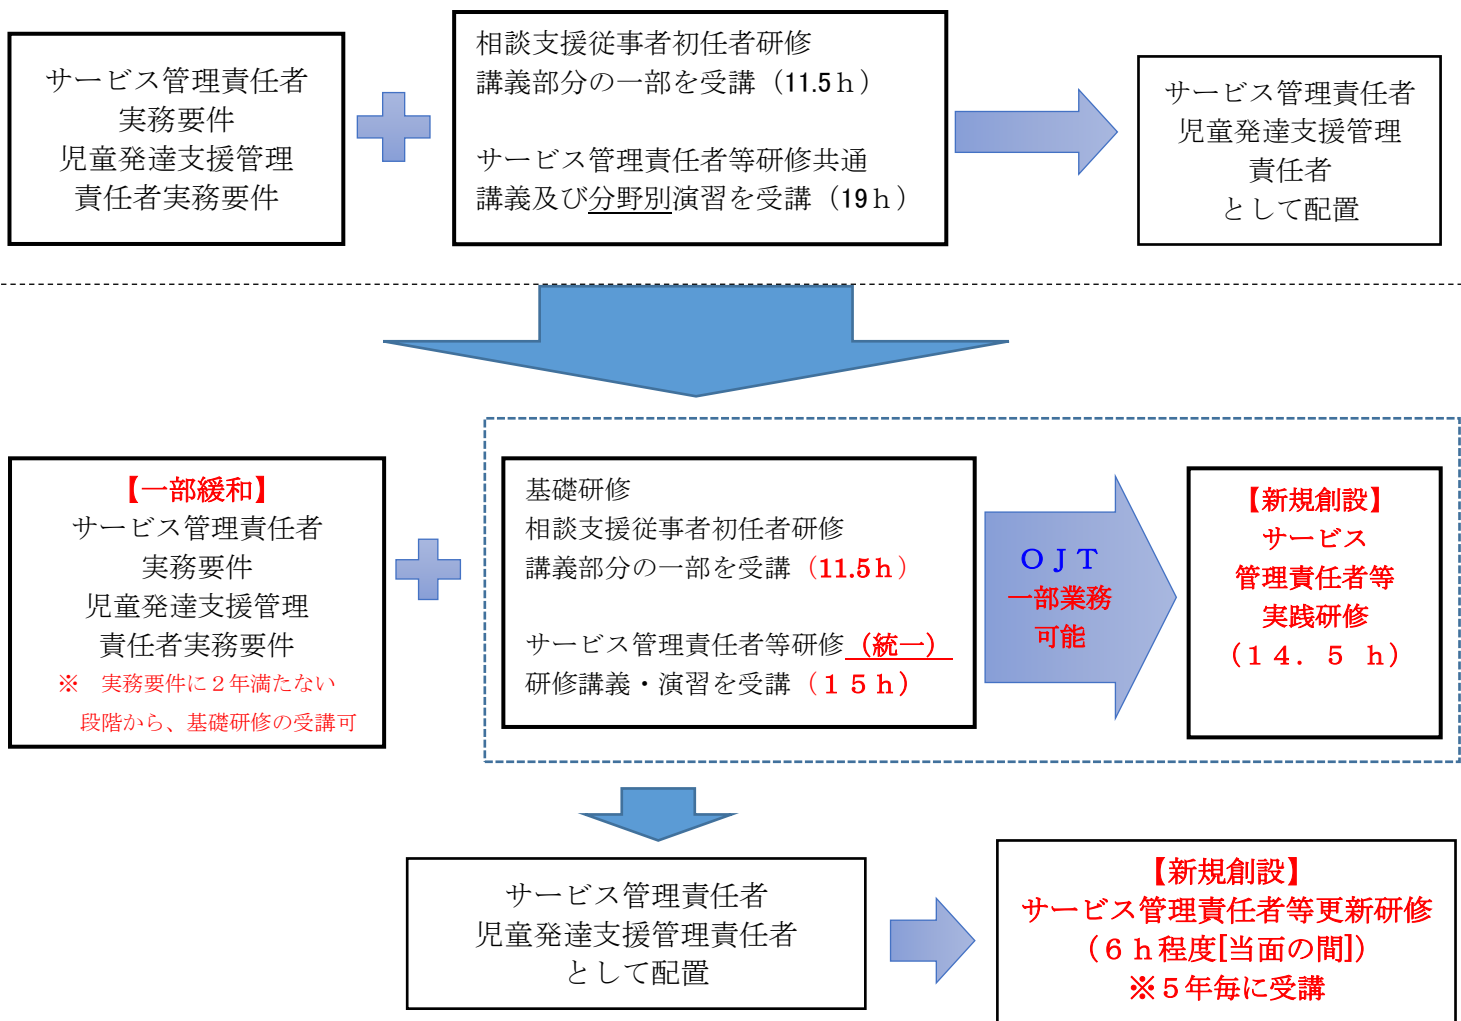 サービス管理責任者
実務要件
児童発達支援管理
責任者実務要件
相談支援従事者初任者研修
講義部分の一部を受講（11.5ｈ）
サービス管理責任者等研修共通
講義及び分野別演習を受講（19ｈ）
サービス管理責任者
児童発達支援管理
責任者
として配置
【一部緩和】
サービス管理責任者
実務要件
児童発達支援管理
責任者実務要件
※　実務要件に２年満たない
段階から、基礎研修の受講可
基礎研修
相談支援従事者初任者研修
講義部分の一部を受講（11.5ｈ）
サービス管理責任者等研修（統一）
研修講義・演習を受講（１５ｈ）
ＯＪＴ
一部業務
可能
【新規創設】
サービス
管理責任者等
実践研修
（１４．５ｈ）
サービス管理責任者
児童発達支援管理責任者
として配置
【新規創設】
サービス管理責任者等更新研修
（６ｈ程度[当面の間]）
※５年毎に受講